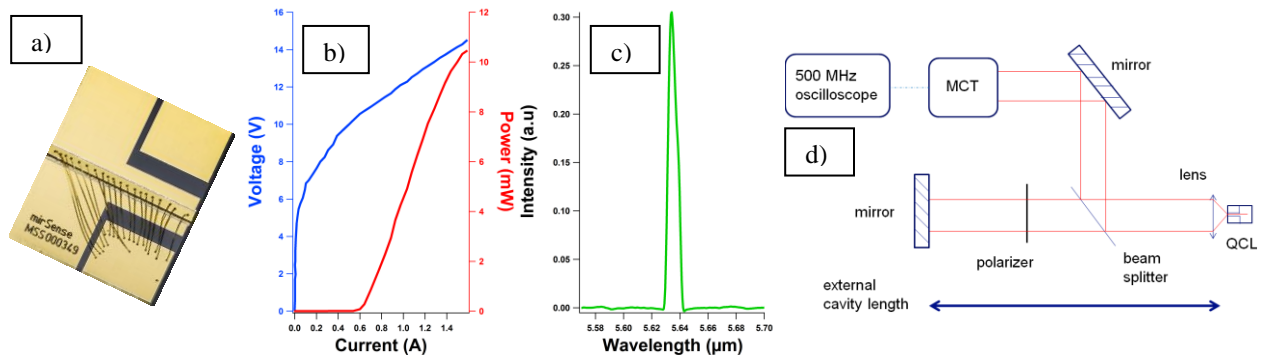 a)
mirSense
MSS000349
b)
Voltage (V)
16
14
12
10
8
6
4
2
0
0.0 0.2 0.4 0.6 0.8 1.0 1.2 1.4
Current (A)
12
10
8
6
4
2
0
Power (mW)
c)
Intensity (a.u)
0.30
0.25
0.20
0.15
0.10
0.05
0.00
5.58 5.60 5.62 5.64 5.66 5.68 5.70
Wavelength (µm)
d)
500 MHz
oscilloscope
MCT
mirror
lens
mirror
QCL
polarizer
beam
splitter
external
cavity length